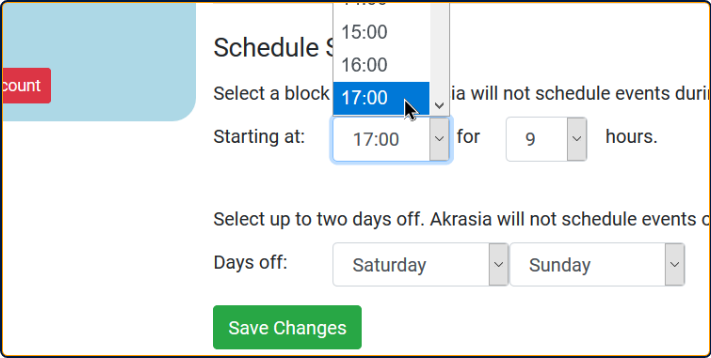 15:00
Schedule S
16:00
count
17:00
Select a block ia will not schedule events duri
Starting at: 17:00 for 9 hours.
Select up to two days off. Akrasia will not schedule events o
Days off: Saturday Sunday
Save Changes